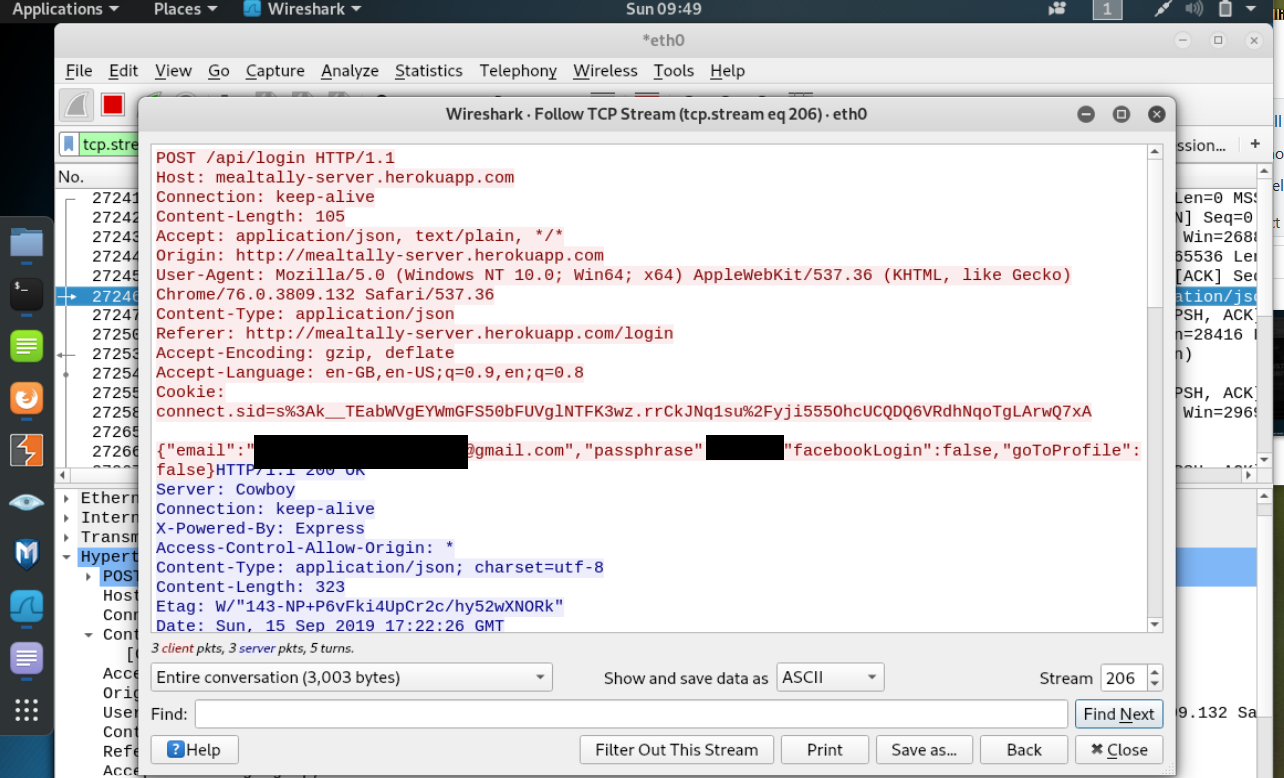 Applications Places Wireshark Sun 09:49 1
*eth0
File Edit View Go Capture Analyze Statistics Telephony Wireless Tools Help
Wireshark · Follow TCP Stream (tcp.stream eq 206) · eth0
tcp.stre
ssion... +
No.
27241
27242
27243
27244
27245
27246
27247
27250
27253
27254
27255
27258
27265
27266
Len=0 MSS
N] Seq=0
Win=2688
65536 Len
[ACK] Seq
ation/jso
PSH, ACK]
n=28416
n)
PSH, ACK]
Win=2969
POST /api/login HTTP/1.1
Host: mealtally-server.herokuapp.com
Connection: keep-alive
Content-Length: 105
Accept: application/json, text/plain, */*
Origin: http://mealtally-server.herokuapp.com
User-Agent: Mozilla/5.0 (Windows NT 10.0; Win64; x64) AppleWebKit/537.36 (KHTML, like Gecko)
Chrome/76.0.3809.132 Safari/537.36
Content-Type: application/json
Referer: http://mealtally-server.herokuapp.com/login
Accept-Encoding: gzip, deflate
Accept-Language: en-GB,en-US;q=0.9,en;q=0.8
Cookie:
connect.sid=s%3Ak__TEabWVgEYWmGFS50bFUVglNTFK3wz.rrCkJNq1su%2Fyji555OhcUCQDQ6VRdhNqoTgLArwQ7xA
{"email":" @gmail.com","passphrase" "facebookLogin":false,"goToProfile":
false}HTTP/1.1 200 OK
Server: Cowboy
Connection: keep-alive
X-Powered-By: Express
Access-Control-Allow-Origin: *
Content-Type: application/json; charset=utf-8
Content-Length: 323
Etag: W/"143-NP+P6vFki4UpCr2c/hy52wXNORk"
Date: Sun, 15 Sep 2019 17:22:26 GMT
3 client pkts, 3 server pkts, 5 turns.
Entire conversation (3,003 bytes) Show and save data as ASCII Stream 206
Find: Find Next
Help Filter Out This Stream Print Save as... Back Close
Ethern
Intern
Transm
Hypert
POST
Host
Conn
Cont
[
Acce
Orig
User
Cont
Refe
Acce
9.132 Sa